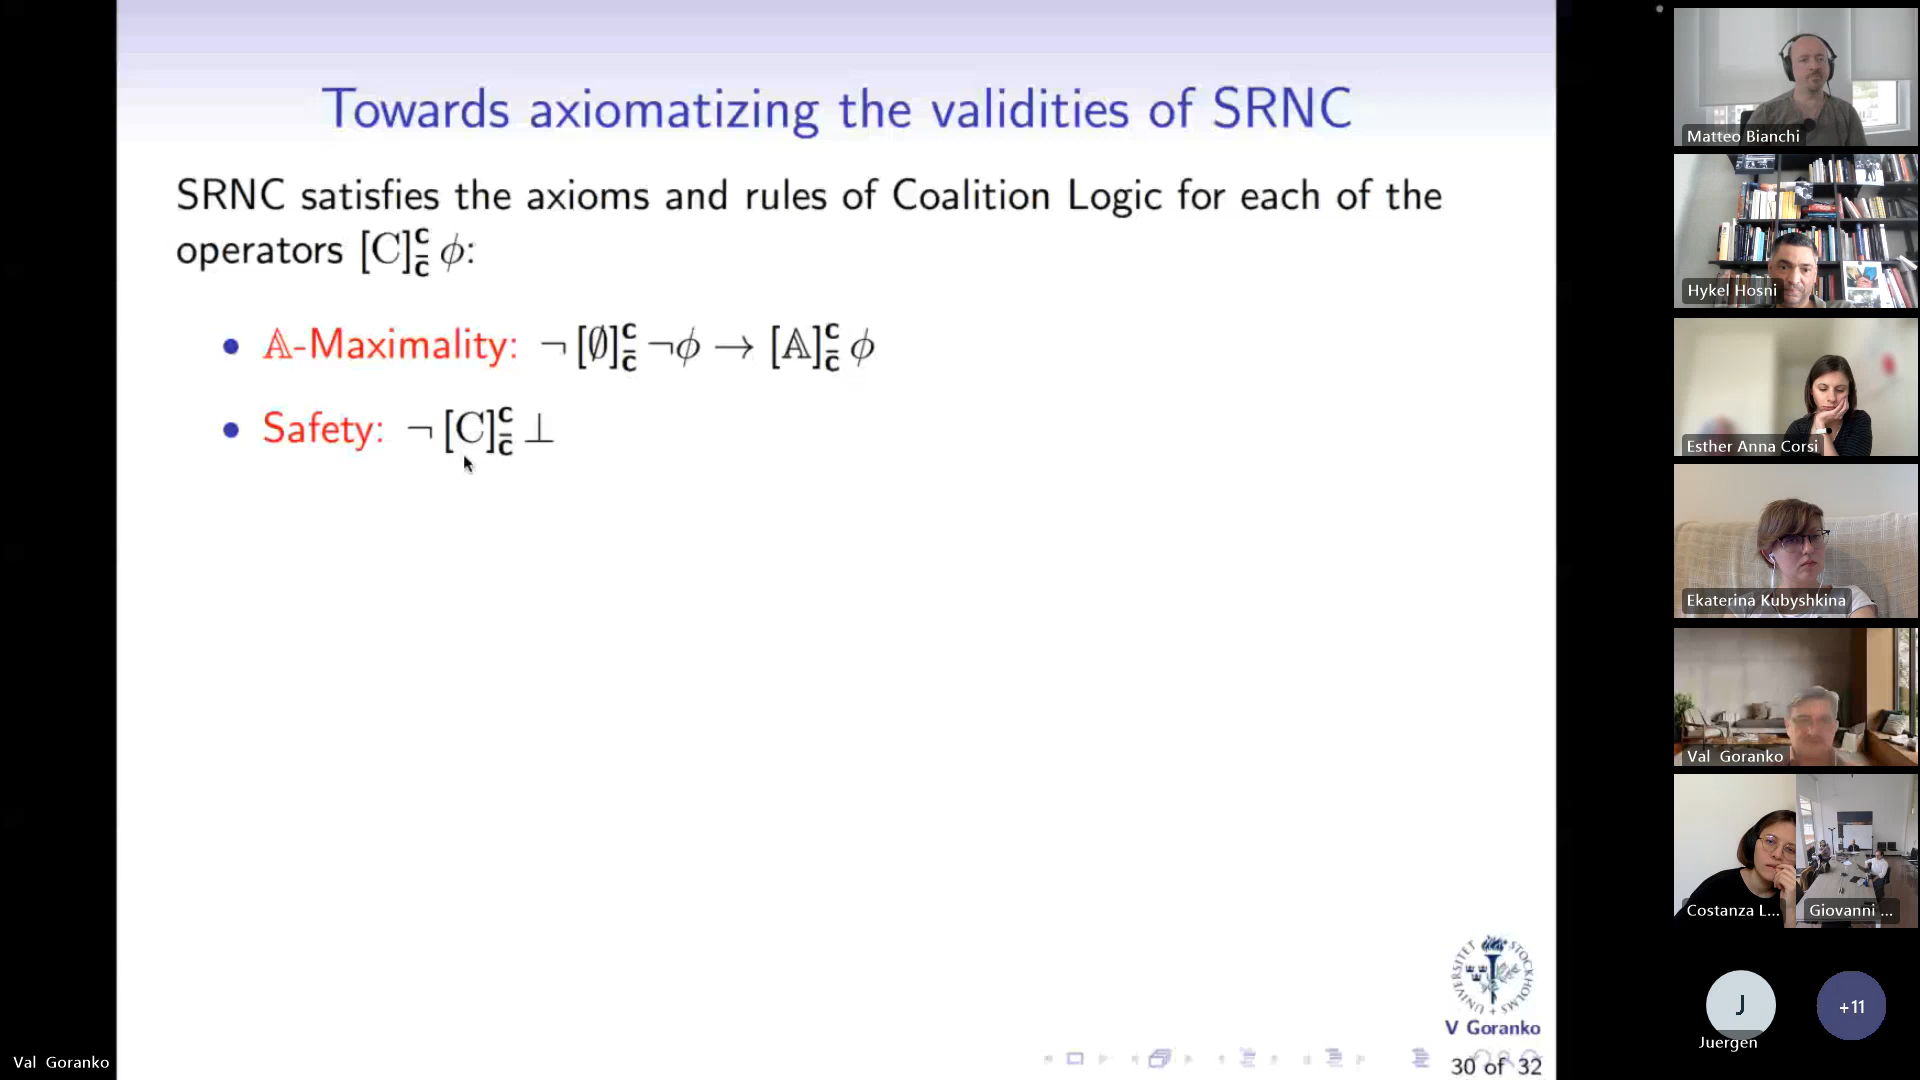 Towards axiomatizing the validities of SRNC
SRNC satisfies the axioms and rules of Coalition Logic for each of the
operators [C]^c_c̄ ϕ:
• 𝔸-Maximality: ¬[∅]^c_c̄ ¬ϕ → [𝔸]^c_c̄ ϕ
• Safety: ¬[C]^c_c̄ ⊥
UNIVERSITET STOCKHOLMS
V Goranko
30 of 32
Val Goranko
Matteo Bianchi
Hykel Hosni
Esther Anna Corsi
Ekaterina Kubyshkina
Val Goranko
Costanza L...
Giovanni ...
J
Juergen
+11